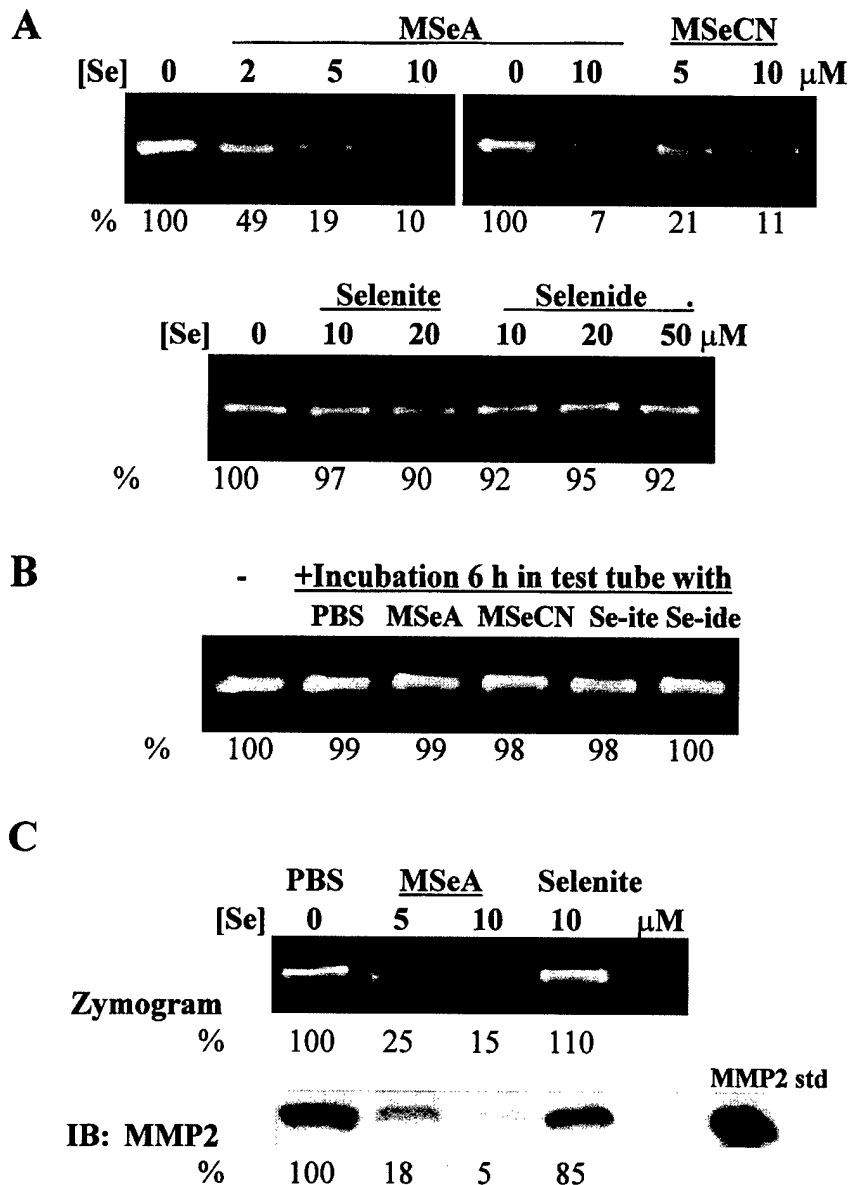 A
MSeA MSeCN
[Se] 0 2 5 10 0 10 5 10 μM
% 100 49 19 10 100 7 21 11
Selenite Selenide .
[Se] 0 10 20 10 20 50 μM
% 100 97 90 92 95 92
B
- +Incubation 6 h in test tube with
PBS MSeA MSeCN Se-ite Se-ide
% 100 99 99 98 98 100
C
PBS MSeA Selenite
[Se] 0 5 10 10 μM
Zymogram
% 100 25 15 110
MMP2 std
IB: MMP2
% 100 18 5 85